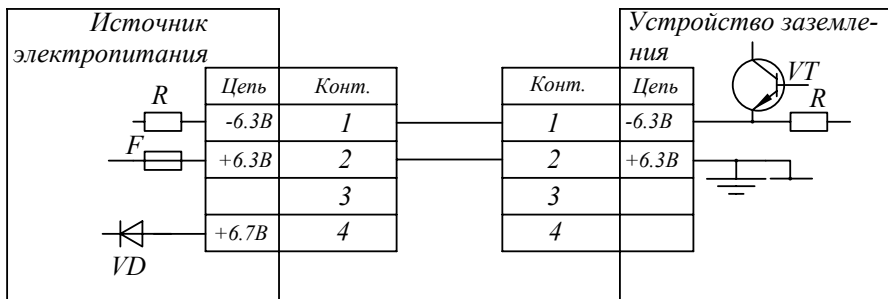 Источник
электропитания
Цепь Конт.
R -6.3В 1
F +6.3В 2
3
VD +6.7В 4
Устройство заземле-
ния
Конт. Цепь
1 -6.3В
2 +6.3В
3
4
VT
R